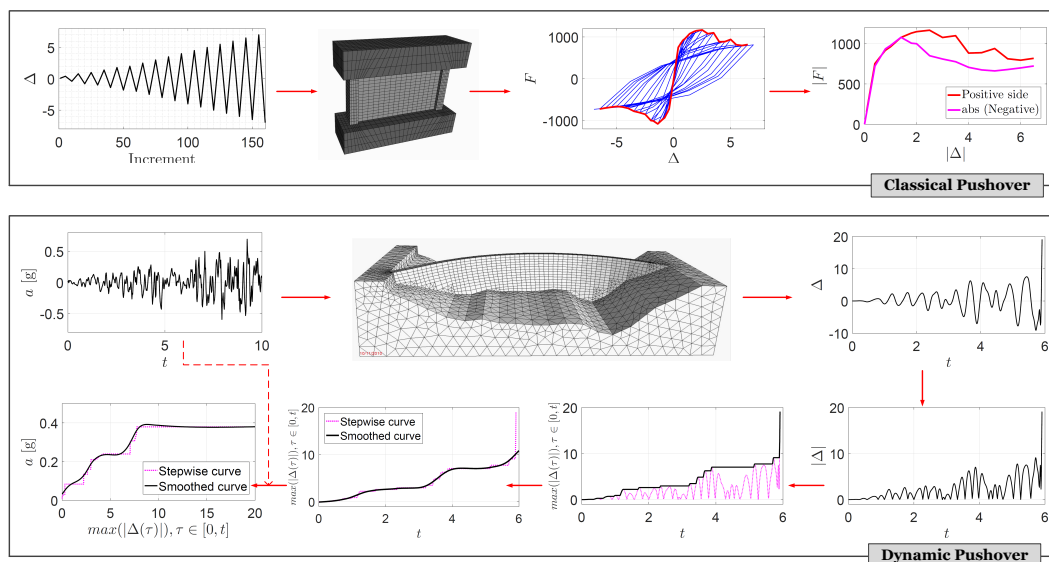 5
0
-5
Δ
0
50
100
150
Increment
1000
0
-1000
F
-5
0
5
Δ
1000
500
0
|F|
Positive side
abs (Negative)
0
2
4
6
|Δ|
Classical Pushover
0.5
0
-0.5
a [g]
0
5
10
t
20
10
0
-10
Δ
0
2
4
6
t
0.4
0.2
0
a [g]
Stepwise curve
Smoothed curve
0
5
10
15
20
max(|Δ(τ)|), τ ∈ [0, t]
20
10
0
max(|Δ(τ)|), τ ∈ [0, t]
Stepwise curve
Smoothed curve
0
2
4
6
t
20
10
0
max(|Δ(τ)|), τ ∈ [0, t]
0
2
4
6
t
20
10
0
|Δ|
0
2
4
6
t
Dynamic Pushover